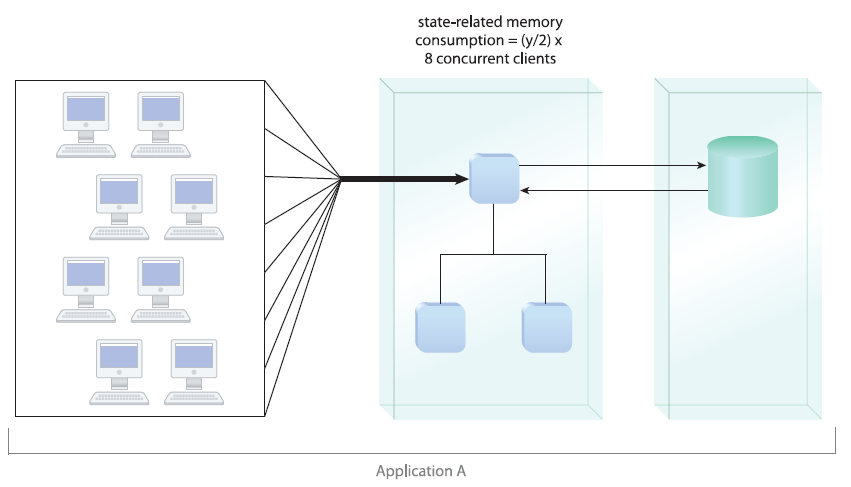 state-related memory
consumption = (y/2) x
8 concurrent clients
Application A